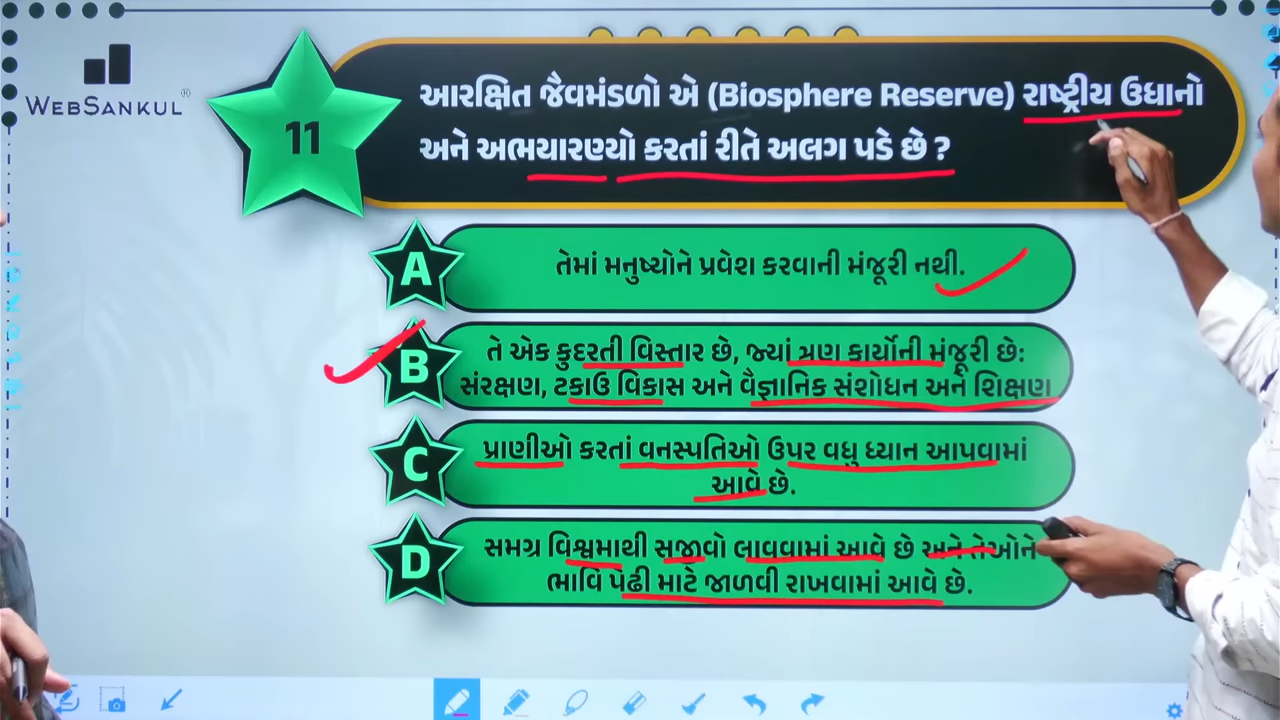 WEBSANKUL®
11
આરક્ષિત જૈવમંડળો એ (Biosphere Reserve) રાષ્ટ્રીય ઉધાનો
અને અભયારણ્યો કરતાં રીતે અલગ પડે છે ?
A
તેમાં મનુષ્યોને પ્રવેશ કરવાની મંજૂરી નથી.
B
તે એક કુદરતી વિસ્તાર છે, જ્યાં ત્રણ કાર્યોની મંજૂરી છે:
સંરક્ષણ, ટકાઉ વિકાસ અને વૈજ્ઞાનિક સંશોધન અને શિક્ષણ
C
પ્રાણીઓ કરતાં વનસ્પતિઓ ઉપર વધુ ધ્યાન આપવામાં
આવે છે.
D
સમગ્ર વિશ્વમાથી સજીવો લાવવામાં આવે છે અને તેઓને
ભાવિ પેઢી માટે જાળવી રાખવામાં આવે છે.